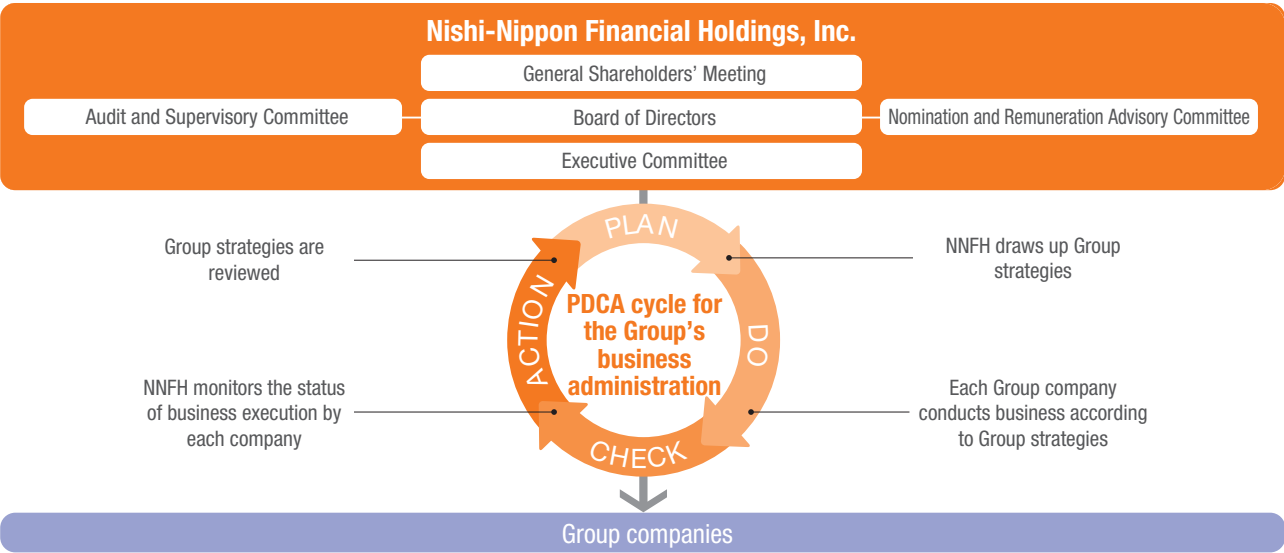 Nishi-Nippon Financial Holdings, Inc.
General Shareholders' Meeting
Audit and Supervisory Committee
Board of Directors
Nomination and Remuneration Advisory Committee
Executive Committee
PLAN
Group strategies are
reviewed
NNFH draws up Group
strategies
ACTION
PDCA cycle for
the Group's
business
administration
DO
NNFH monitors the status
of business execution by
each company
Each Group company
conducts business according
to Group strategies
CHECK
Group companies